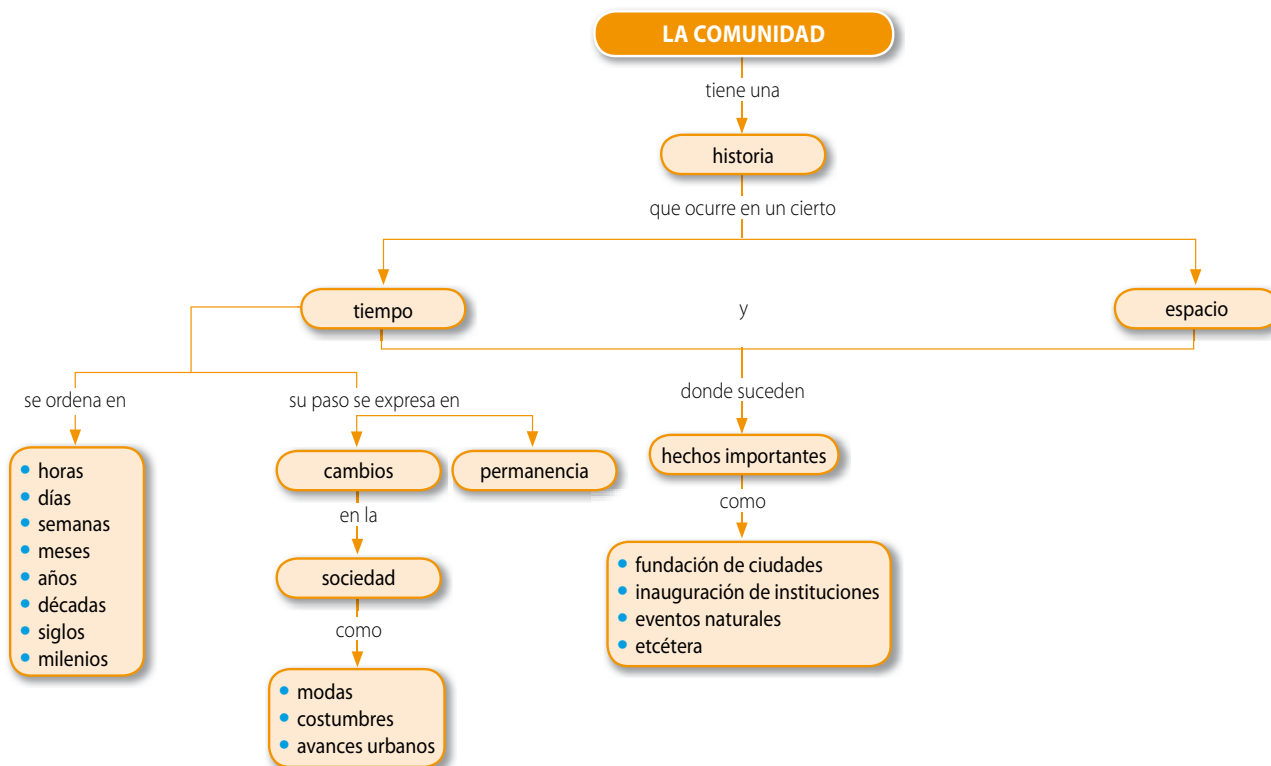 LA COMUNIDAD
tiene una
historia
que ocurre en un cierto
tiempo
y
espacio
se ordena en
su paso se expresa en
donde suceden
horas
días
semanas
meses
años
décadas
siglos
milenios
cambios
permanencia
hechos importantes
en la
como
sociedad
fundación de ciudades
inauguración de instituciones
eventos naturales
etcétera
como
modas
costumbres
avances urbanos